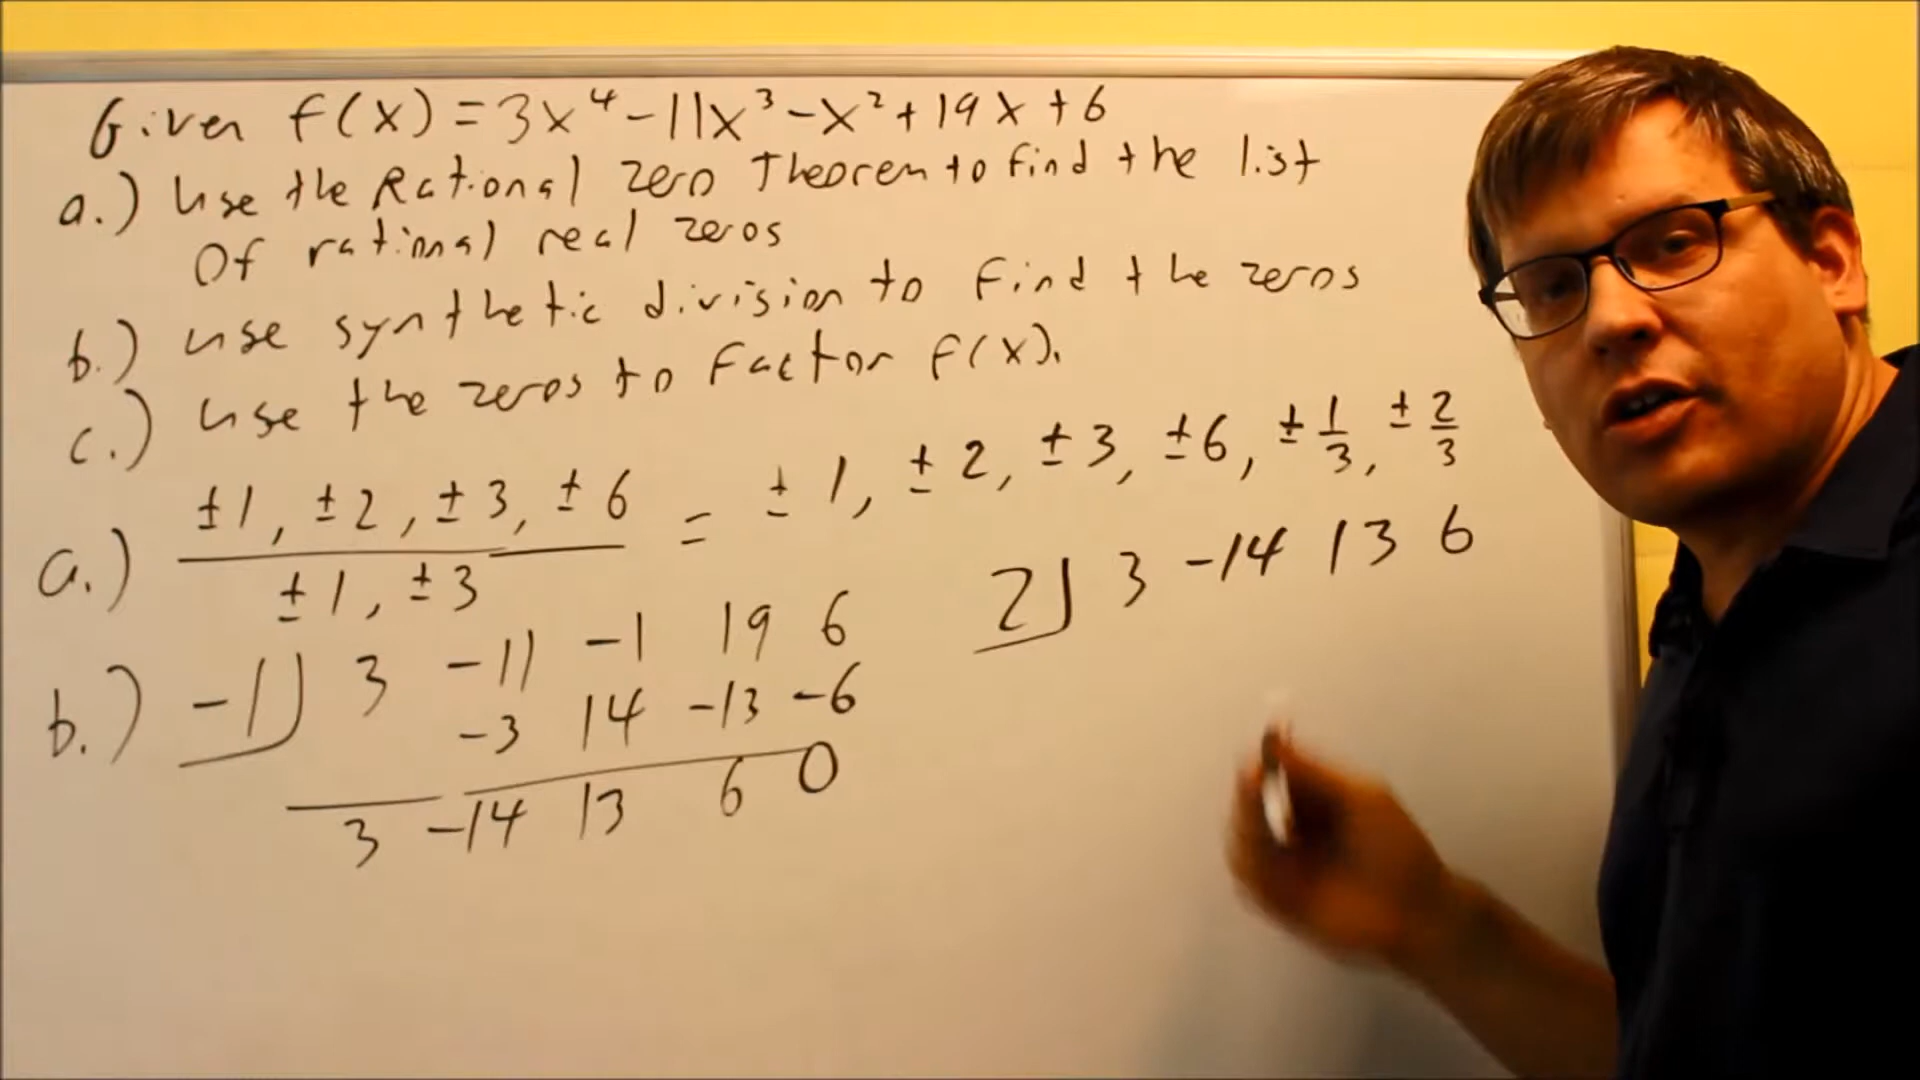 Given f(x) = 3x⁴ - 11x³ - x² + 19x + 6
a.) Use the Rational Zero Theorem to find the list
of rational real zeros
b.) Use synthetic division to find the zeros
c.) Use the zeros to factor f(x).
a.) ±1, ±2, ±3, ±6 / ±1, ±3 = ±1, ±2, ±3, ±6, ±1/3, ±2/3
b.) -1⌋ 3 -11 -1 19 6
-3 14 -13 -6
3 -14 13 6 0
2⌋ 3 -14 13 6